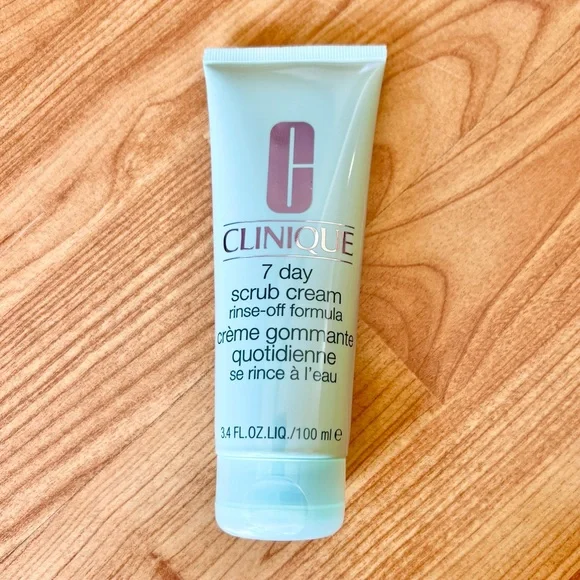 C
CLINIQUE
7 day
scrub cream
rinse-off formula
crème gommante
quotidienne
se rince à l'eau
3.4 FL.OZ.LIQ./100 ml ℮